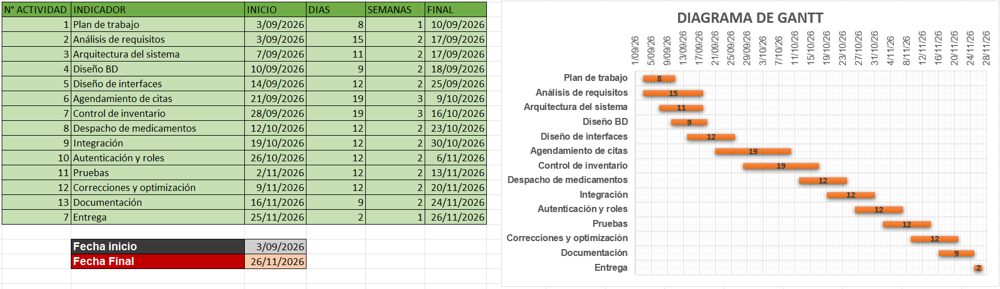 N° ACTIVIDAD INDICADOR INICIO DIAS SEMANAS FINAL
1 Plan de trabajo 3/09/2026 8 1 10/09/2026
2 Análisis de requisitos 3/09/2026 15 2 17/09/2026
3 Arquitectura del sistema 7/09/2026 11 2 17/09/2026
4 Diseño BD 10/09/2026 9 2 18/09/2026
5 Diseño de interfaces 14/09/2026 12 2 25/09/2026
6 Agendamiento de citas 21/09/2026 19 3 9/10/2026
7 Control de inventario 28/09/2026 19 3 16/10/2026
8 Despacho de medicamentos 12/10/2026 12 2 23/10/2026
9 Integración 19/10/2026 12 2 30/10/2026
10 Autenticación y roles 26/10/2026 12 2 6/11/2026
11 Pruebas 2/11/2026 12 2 13/11/2026
12 Correcciones y optimización 9/11/2026 12 2 20/11/2026
13 Documentación 16/11/2026 9 2 24/11/2026
7 Entrega 25/11/2026 2 1 26/11/2026
Fecha inicio 3/09/2026
Fecha Final 26/11/2026
DIAGRAMA DE GANTT
1/09/26 5/09/26 9/09/26 13/09/26 17/09/26 21/09/26 25/09/26 29/09/26 3/10/26 7/10/26 11/10/26 15/10/26 19/10/26 23/10/26 27/10/26 31/10/26 4/11/26 8/11/26 12/11/26 16/11/26 20/11/26 24/11/26 28/11/26
Plan de trabajo 8
Análisis de requisitos 15
Arquitectura del sistema 11
Diseño BD 9
Diseño de interfaces 12
Agendamiento de citas 19
Control de inventario 19
Despacho de medicamentos 12
Integración 12
Autenticación y roles 12
Pruebas 12
Correcciones y optimización 12
Documentación 9
Entrega 2